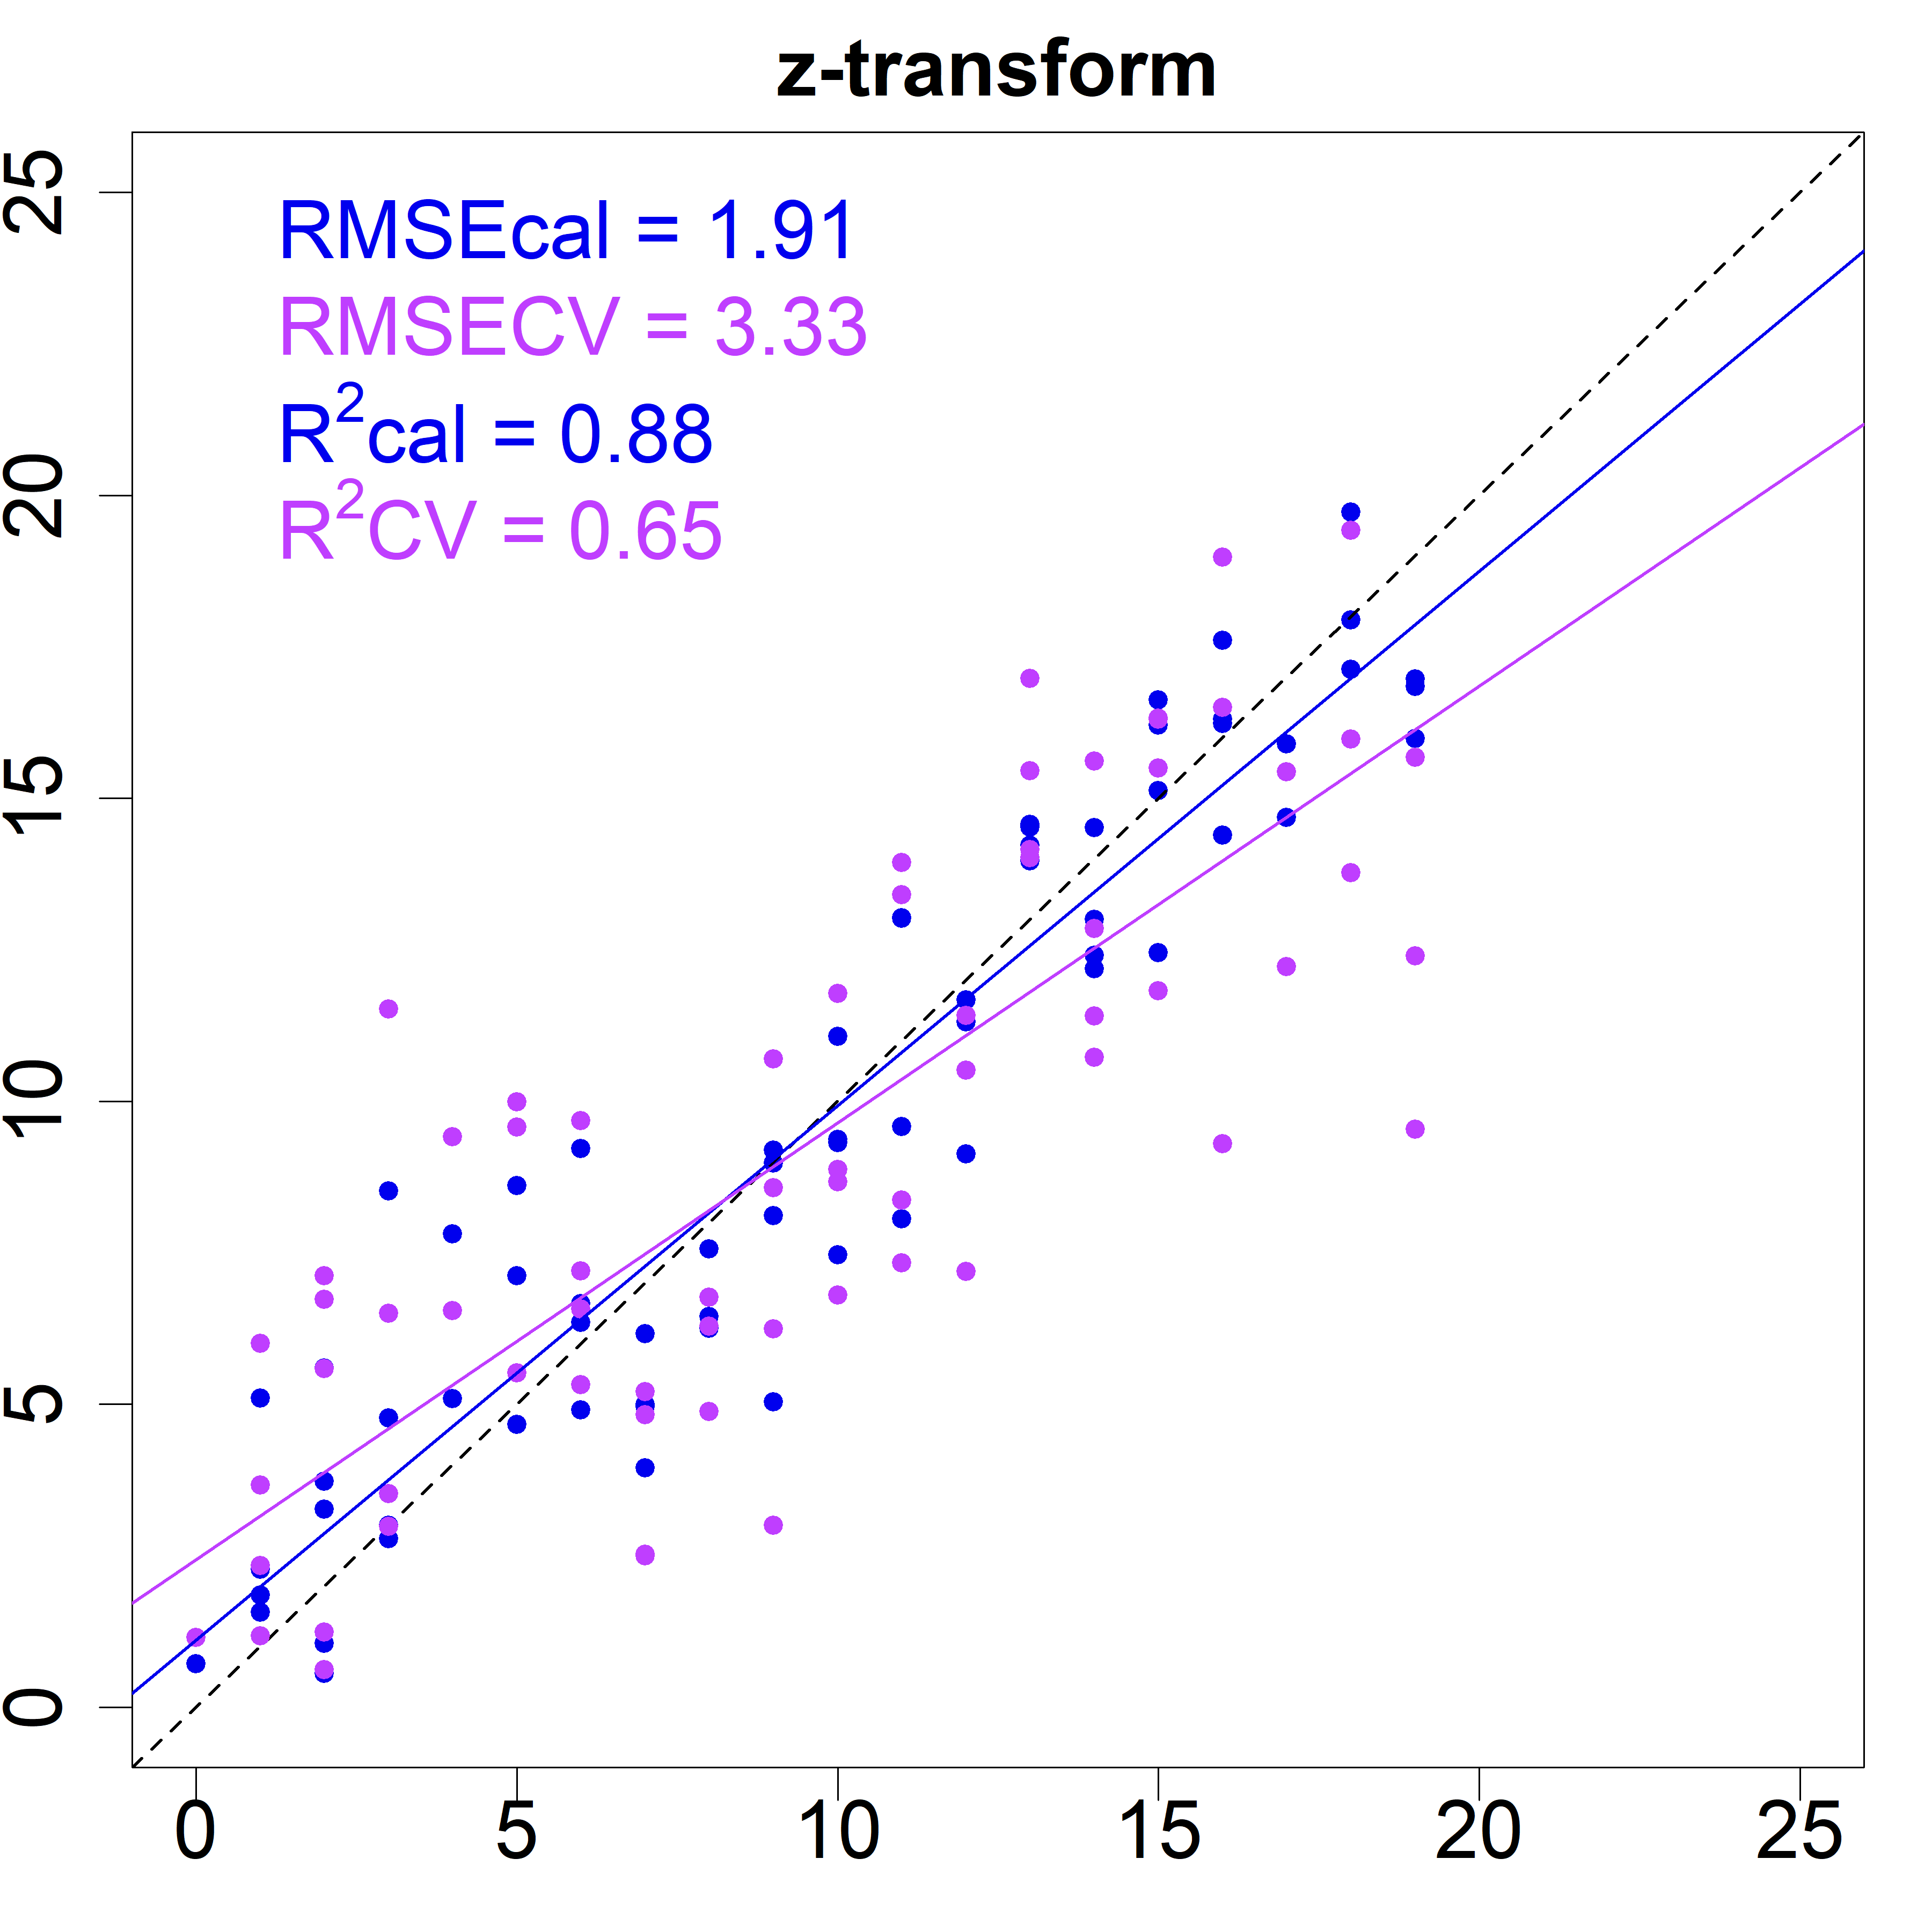 z-transform
RMSEcal = 1.91
RMSECV = 3.33
R²cal = 0.88
R²CV = 0.65
25
20
15
10
5
0
0 5 10 15 20 25